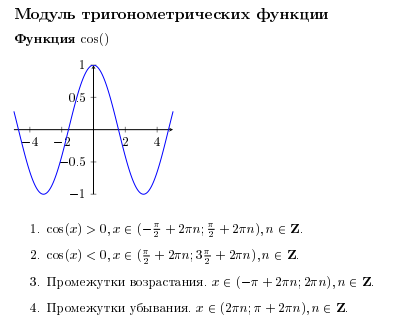 Модуль тригонометрических функции
Функция cos()
1
0.5
−4 −2 2 4
−0.5
−1
1. cos(x) > 0, x ∈ (−π/2 + 2πn; π/2 + 2πn), n ∈ Z.
2. cos(x) < 0, x ∈ (π/2 + 2πn; 3π/2 + 2πn), n ∈ Z.
3. Промежутки возрастания. x ∈ (−π + 2πn; 2πn), n ∈ Z.
4. Промежутки убывания. x ∈ (2πn; π + 2πn), n ∈ Z.